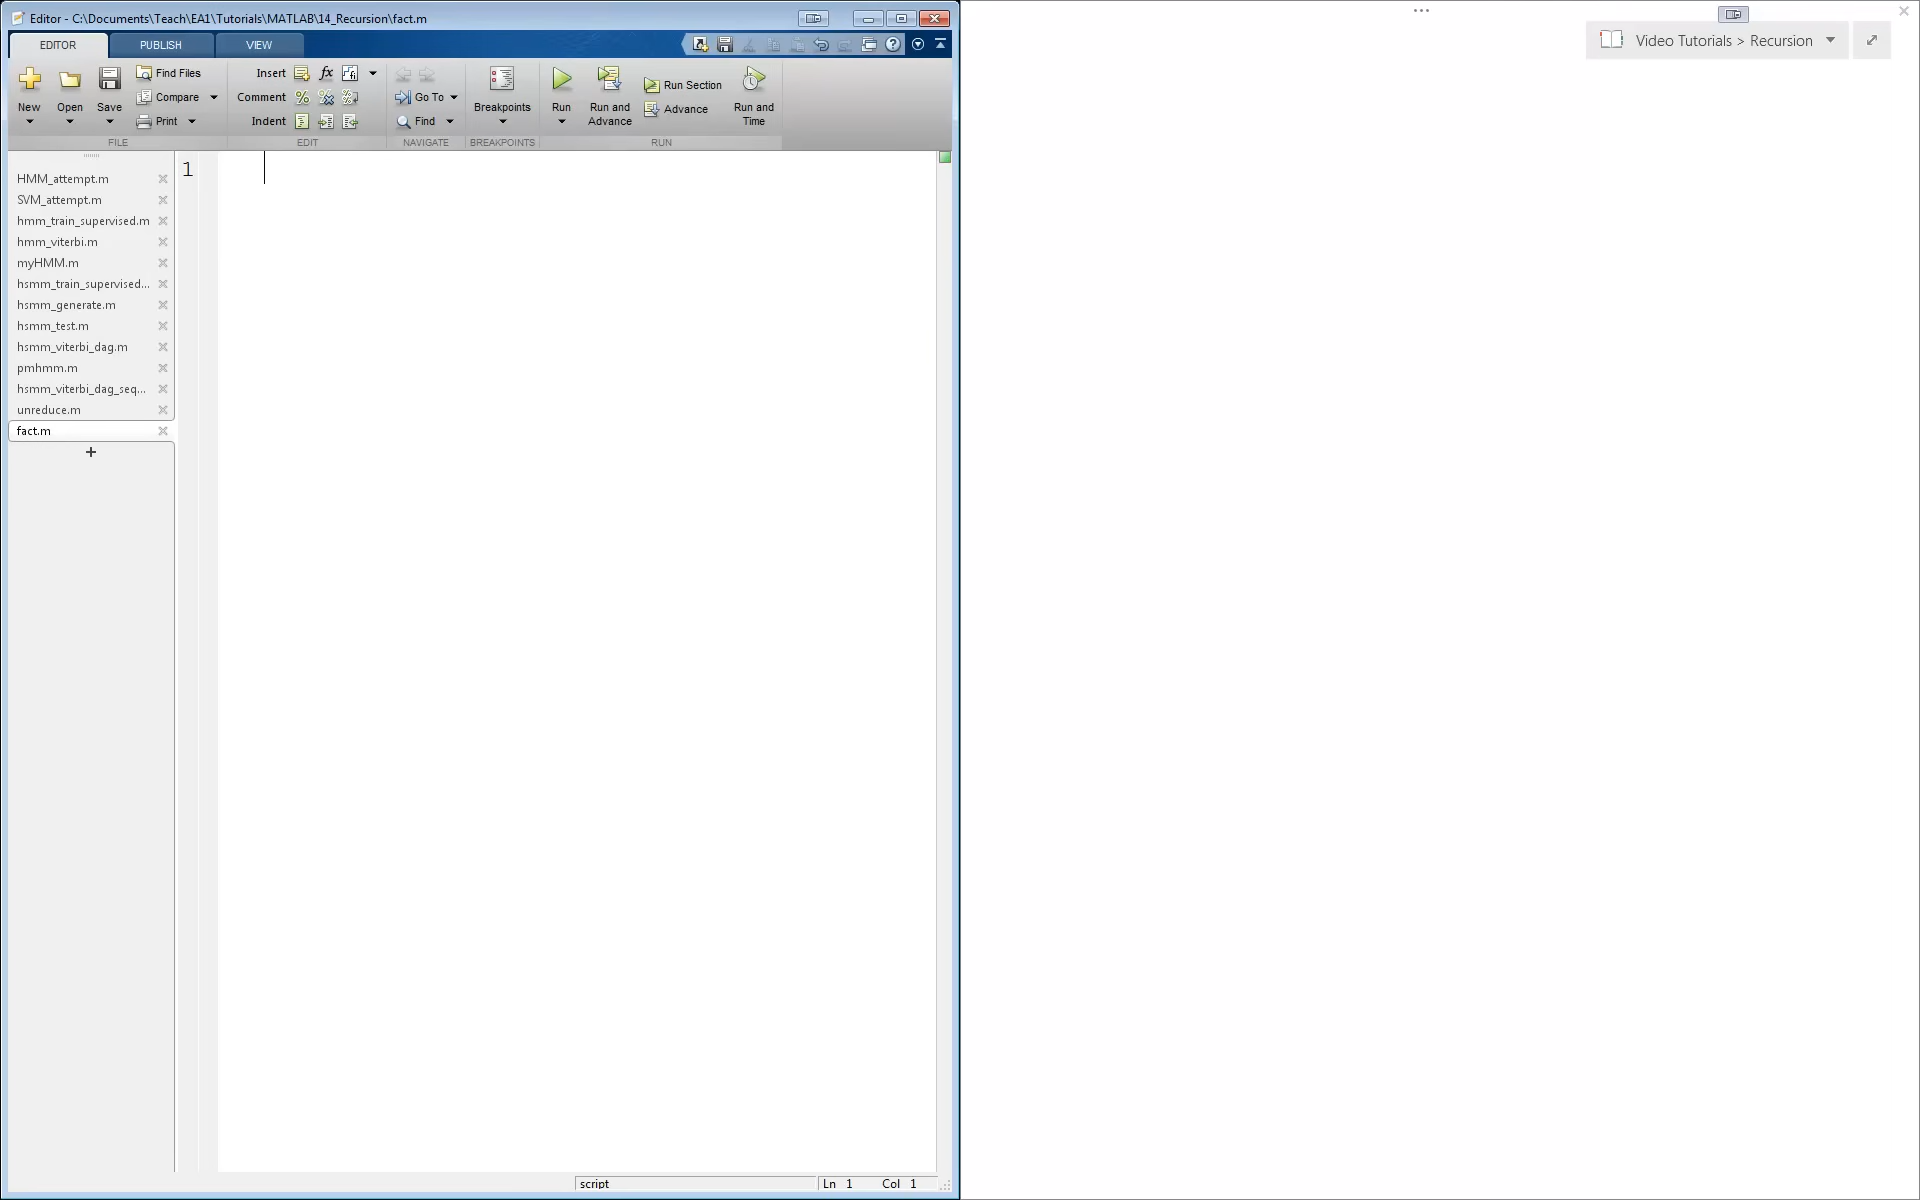 Editor - C:\Documents\Teach\EA1\Tutorials\MATLAB\14_Recursion\fact.m
EDITOR PUBLISH VIEW
New
Open
Save
Find Files
Compare
Print
FILE
Insert
Comment
Indent
EDIT
Go To
Find
NAVIGATE
Breakpoints
BREAKPOINTS
Run
Run and
Advance
Run Section
Advance
Run and
Time
RUN
HMM_attempt.m
SVM_attempt.m
hmm_train_supervised.m
hmm_viterbi.m
myHMM.m
hsmm_train_supervised...
hsmm_generate.m
hsmm_test.m
hsmm_viterbi_dag.m
pmhmm.m
hsmm_viterbi_dag_seq...
unreduce.m
fact.m
1
script Ln 1 Col 1
Video Tutorials > Recursion